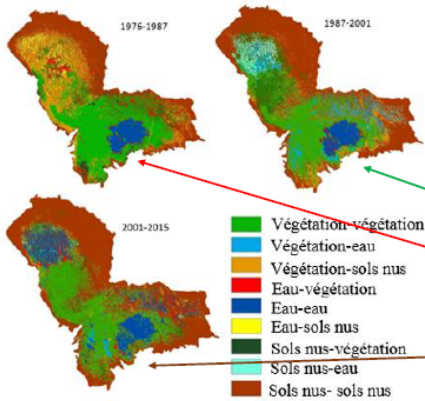 1976-1987
1987-2001
2001-2015
Végétation-végétation
Végétation-eau
Végétation-sols nus
Eau-végétation
Eau-eau
Eau-sols nus
Sols nus-végétation
Sols nus-eau
Sols nus- sols nus